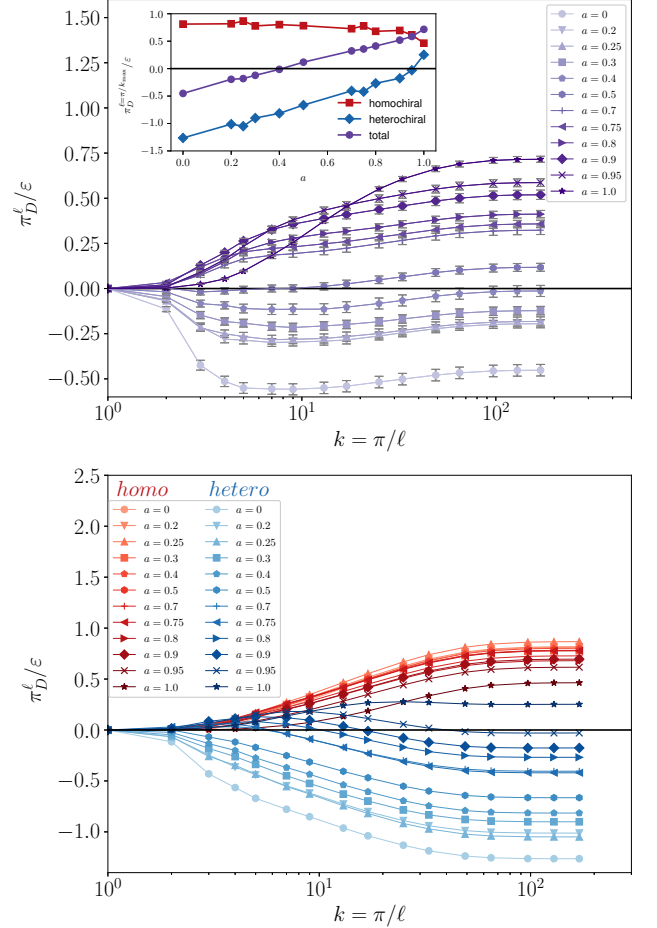 1.50
1.25
1.00
0.75
0.50
0.25
0.00
−0.25
−0.50
π_D^ℓ/ε
10^0
10^1
10^2
k = π/ℓ
1.0
0.5
0.0
−0.5
−1.0
−1.5
π_D^{ℓ=π/k_max}/ε
0.0
0.2
0.4
0.6
0.8
1.0
a
homochiral
heterochiral
total
a = 0
a = 0.2
a = 0.25
a = 0.3
a = 0.4
a = 0.5
a = 0.7
a = 0.75
a = 0.8
a = 0.9
a = 0.95
a = 1.0
2.5
2.0
1.5
1.0
0.5
0.0
−0.5
−1.0
π_D^ℓ/ε
homo
a = 0
a = 0.2
a = 0.25
a = 0.3
a = 0.4
a = 0.5
a = 0.7
a = 0.75
a = 0.8
a = 0.9
a = 0.95
a = 1.0
hetero
a = 0
a = 0.2
a = 0.25
a = 0.3
a = 0.4
a = 0.5
a = 0.7
a = 0.75
a = 0.8
a = 0.9
a = 0.95
a = 1.0
10^0
10^1
10^2
k = π/ℓ